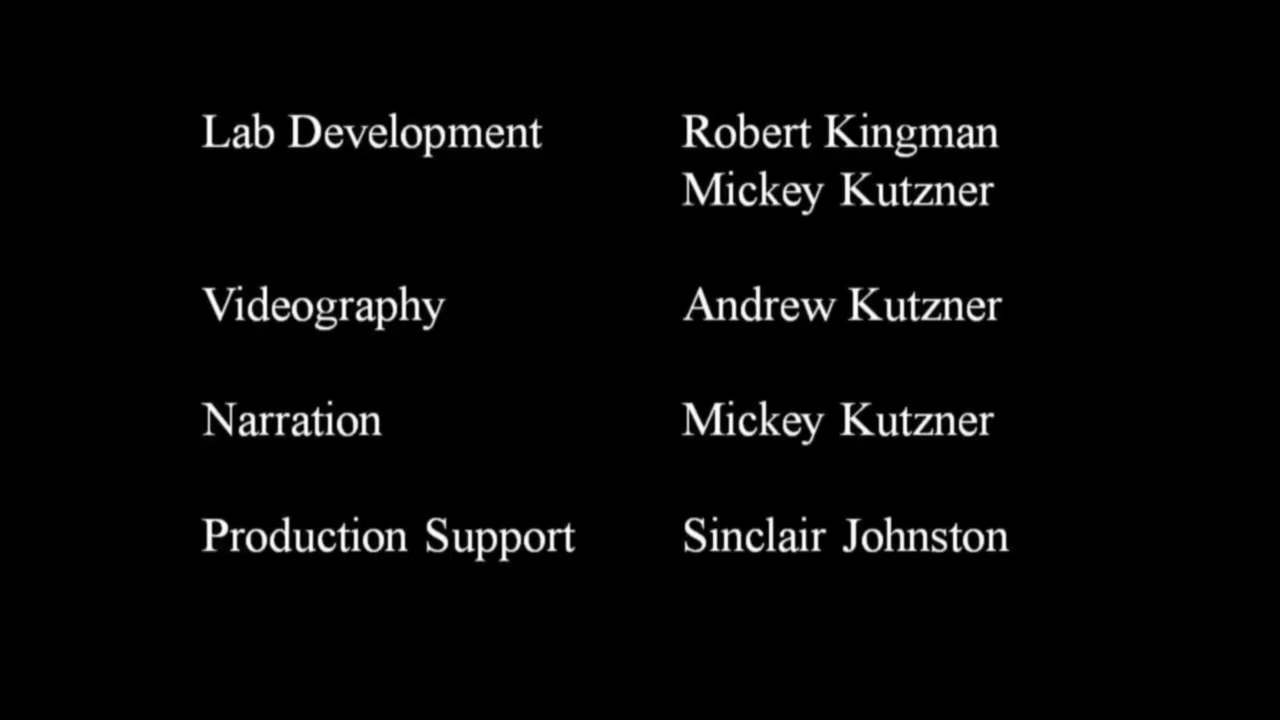 Lab Development Robert Kingman
Mickey Kutzner
Videography Andrew Kutzner
Narration Mickey Kutzner
Production Support Sinclair Johnston